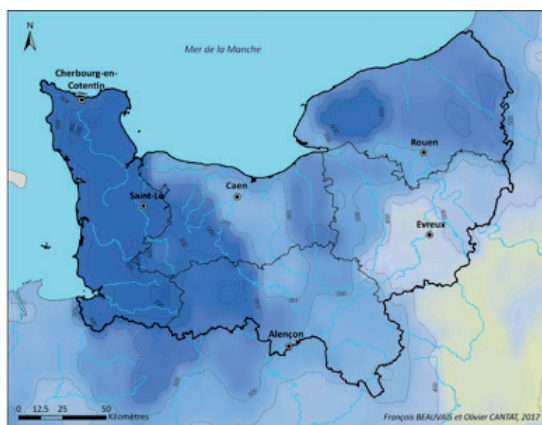 N
Mer de la Manche
Cherbourg-en-
Cotentin
Rouen
Caen
Saint-Lô
Evreux
Alençon
0 12.5 25 50
Kilomètres
François BEAUVAIS et Olivier CANTAT, 2017